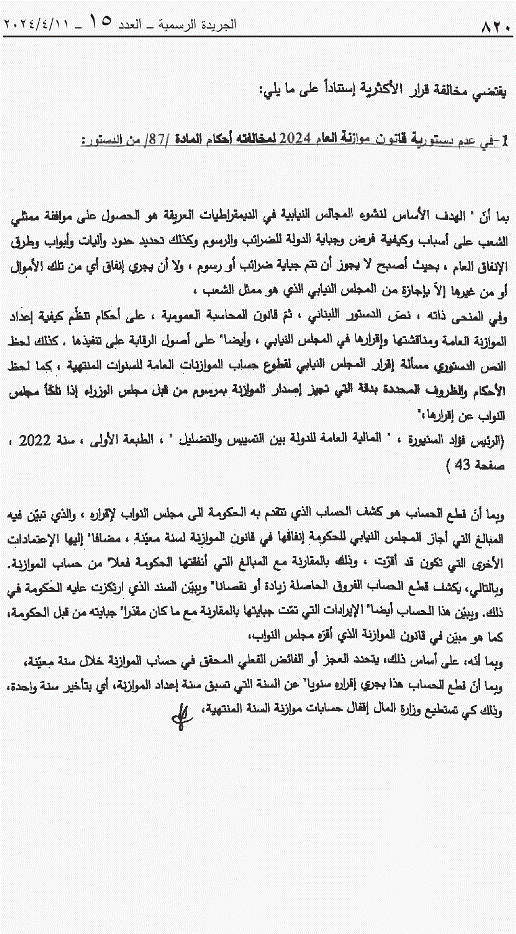 ٨٢٠ الجريدة الرسمية ــ العدد ١٥ ــ ٢٠٢٤/٤/١١
يقتضي مخالفة قرار الأكثرية إستناداً على ما يلي:
1-في عدم دستورية قانون موازنة العام 2024 لمخالفته أحكام المادة /87/ من الدستور:
بما أنّ " الهدف الأساس لنشوء المجالس النيابية في الديمقراطيات العريقة هو الحصول على موافقة ممثلي
الشعب على أسباب وكيفية فرض وجباية الدولة للضرائب والرسوم وكذلك تحديد حدود وآليات وأبواب وطرق
الإنفاق العام ، بحيث أصبح لا يجوز أن تتم جباية ضرائب أو رسوم ، ولا أن يجري إنفاق أي من تلك الأموال
أو من غيرها إلاّ بإجازة من المجلس النيابي الذي هو ممثل الشعب ،
وفي المنحى ذاته ، نصّ الدستور اللبناني ، ثمّ قانون المحاسبة العمومية ، على أحكام تنظّم كيفية إعداد
الموازنة العامة ومناقشتها وإقرارها في المجلس النيابي ، وأيضا" على أصول الرقابة على تنفيذها ، كذلك لحظ
النص الدستوري مسألة إقرار المجلس النيابي لقطوع حساب الموازنات العامة للسنوات المنتهية ، كما لحظ
الأحكام والظروف المحددة بدقة التي تجيز إصدار الموازنة بمرسوم من قبل مجلس الوزراء إذا تلكّأ مجلس
النواب عن إقرارها،"
(الرئيس فؤاد السنيورة ، " المالية العامة للدولة بين التسييس والتضليل " ، الطبعة الأولى ، سنة 2022 ،
صفحة 43 )
وبما أنّ قطع الحساب هو كشف الحساب الذي تتقدم به الحكومة الى مجلس النواب لإقراره ، والذي تبيّن فيه
المبالغ التي أجاز المجلس النيابي للحكومة إنفاقها في قانون الموازنة لسنة معيّنة ، مضافا" إليها الإعتمادات
الأخرى التي تكون قد أقرّت ، وذلك بالمقارنة مع المبالغ التي أنفقتها الحكومة فعلا" من حساب الموازنة.
وبالتالي، يكشف قطع الحساب الفروق الحاصلة زيادة أو نقصانا" ويبيّن السند الذي ارتكزت عليه الحكومة في
ذلك. ويبيّن هذا الحساب أيضا" الإيرادات التي تمّت جبايتها بالمقارنة مع ما كان مقدّرا" جبايته من قبل الحكومة،
كما هو مبيّن في قانون الموازنة الذي أقرّه مجلس النواب،
وبما أنّه، على أساس ذلك، يتحدد العجز أو الفائض الفعلي المحقق في حساب الموازنة خلال سنة معيّنة،
وبما أنّ قطع الحساب هذا يجري إقراره سنويا" عن السنة التي تسبق سنة إعداد الموازنة، أي بتأخير سنة واحدة،
وذلك كي تستطيع وزارة المال إقفال حسابات موازنة السنة المنتهية،